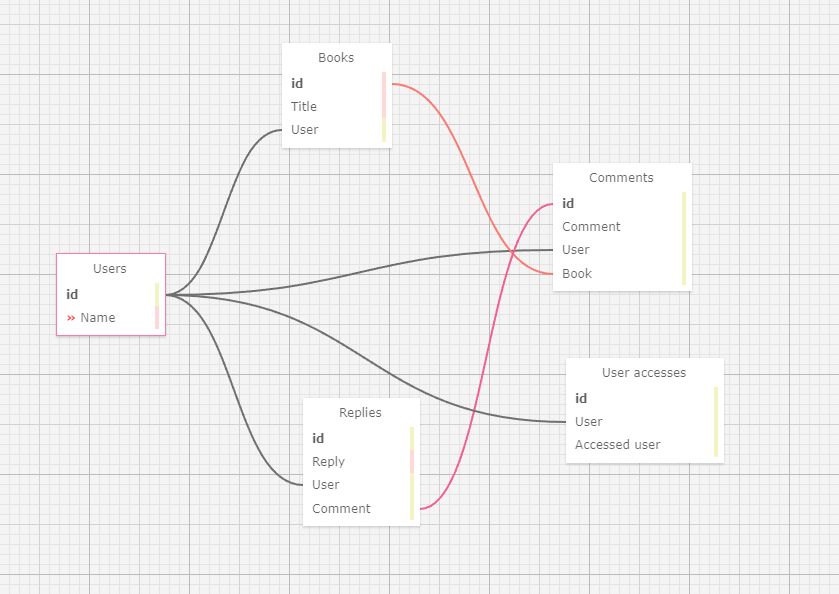 Books
id
Title
User
Comments
id
Comment
User
Book
Users
id
» Name
User accesses
id
User
Accessed user
Replies
id
Reply
User
Comment